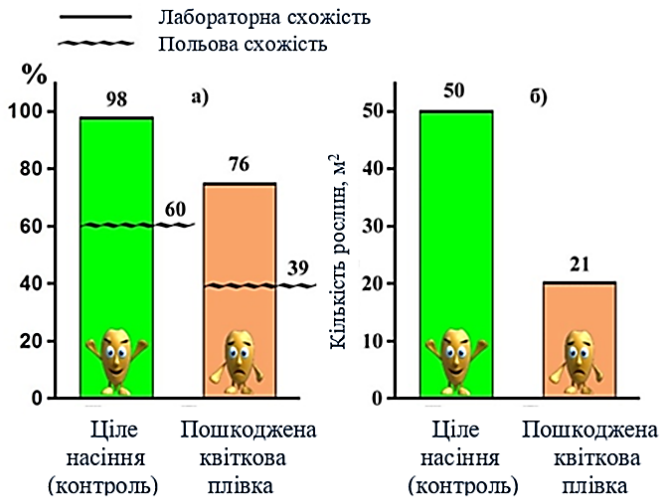 Лабораторна схожість
Польова схожість
%
100
80
60
40
20
0
98
а)
60
76
39
Ціле
насіння
(контроль)
Пошкоджена
квіткова
плівка
Кількість рослин, м²
50
40
30
20
10
0
50
б)
21
Ціле
насіння
(контроль)
Пошкоджена
квіткова
плівка